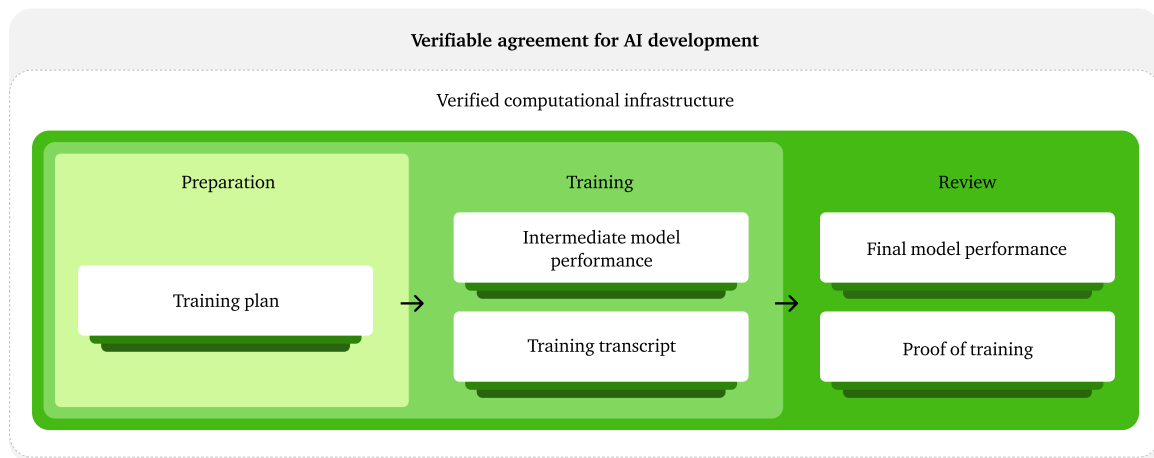 Verifiable agreement for AI development
Verified computational infrastructure
Preparation
Training plan
Training
Intermediate model
performance
Training transcript
Review
Final model performance
Proof of training